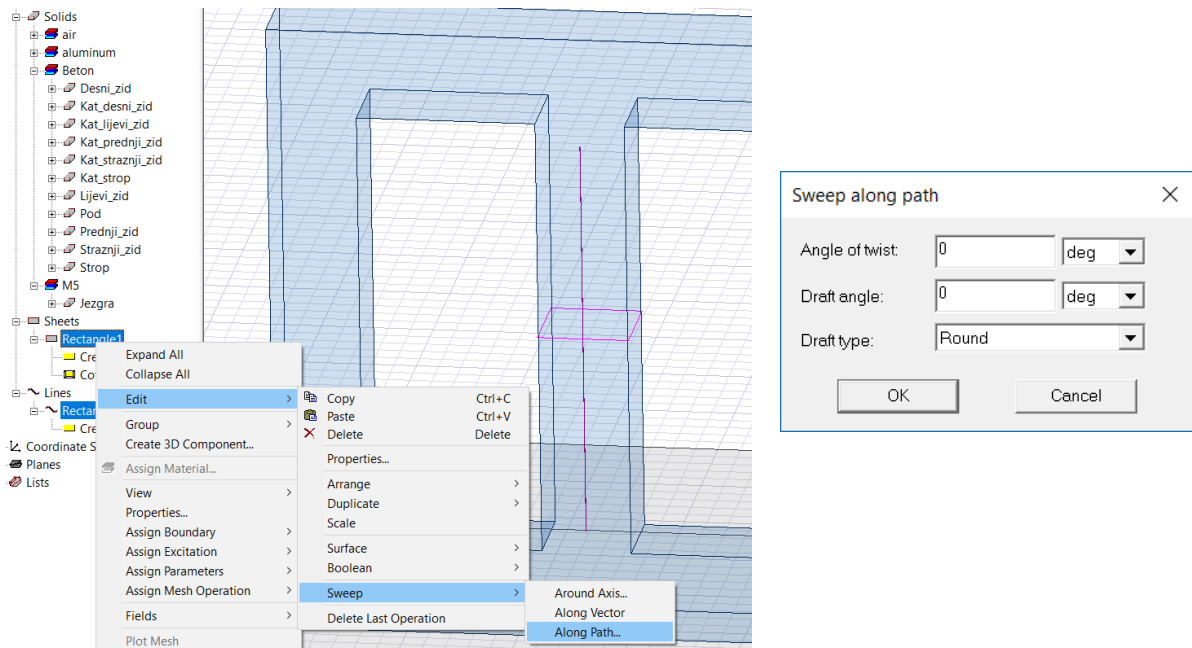 Solids
air
aluminum
Beton
Desni_zid
Kat_desni_zid
Kat_lijevi_zid
Kat_prednji_zid
Kat_straznji_zid
Kat_strop
Lijevi_zid
Pod
Prednji_zid
Straznji_zid
Strop
M5
Jezgra
Sheets
Rectangle1
Cre
Co
Lines
Rectan
Cre
Coordinate S
Planes
Lists
Expand All
Collapse All
Edit
Group
Create 3D Component...
Assign Material...
View
Properties...
Assign Boundary
Assign Excitation
Assign Parameters
Assign Mesh Operation
Fields
Plot Mesh
Copy Ctrl+C
Paste Ctrl+V
Delete Delete
Properties...
Arrange
Duplicate
Scale
Surface
Boolean
Sweep
Delete Last Operation
Around Axis...
Along Vector
Along Path...
Sweep along path
Angle of twist: 0 deg
Draft angle: 0 deg
Draft type: Round
OK Cancel